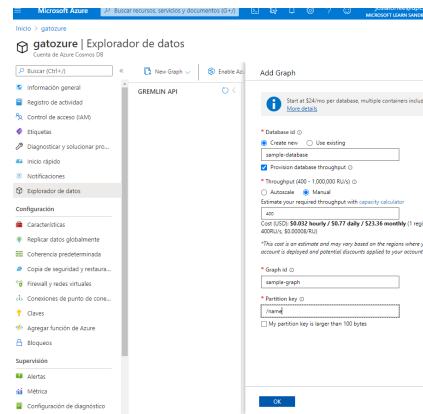 Microsoft Azure
Buscar recursos, servicios y documentos (G+/)
MICROSOFT LEARN SAND
Inicio > gatozure
gatozure | Explorador de datos
Cuenta de Azure Cosmos DB
Buscar (Ctrl+/)
«
New Graph
Enable Az
Información general
Registro de actividad
Control de acceso (IAM)
Etiquetas
Diagnosticar y solucionar pro...
Inicio rápido
Notificaciones
Explorador de datos
Configuración
Características
Replicar datos globalmente
Coherencia predeterminada
Copia de seguridad y restaura...
Firewall y redes virtuales
Conexiones de punto de cone...
Claves
Agregar función de Azure
Bloqueos
Supervisión
Alertas
Métrica
Configuración de diagnóstico
GREMLIN API
Add Graph
Start at $24/mo per database, multiple containers includ
More details
* Database id
Create new
Use existing
sample-database
Provision database throughput
* Throughput (400 - 1,000,000 RU/s)
Autoscale
Manual
Estimate your required throughput with capacity calculator
400
Cost (USD): $0.032 hourly / $0.77 daily / $23.36 monthly (1 regi
400RU/s, $0.00008/RU)
*This cost is an estimate and may vary based on the regions where y
account is deployed and potential discounts applied to your account
* Graph id
sample-graph
* Partition key
/name
My partition key is larger than 100 bytes
OK